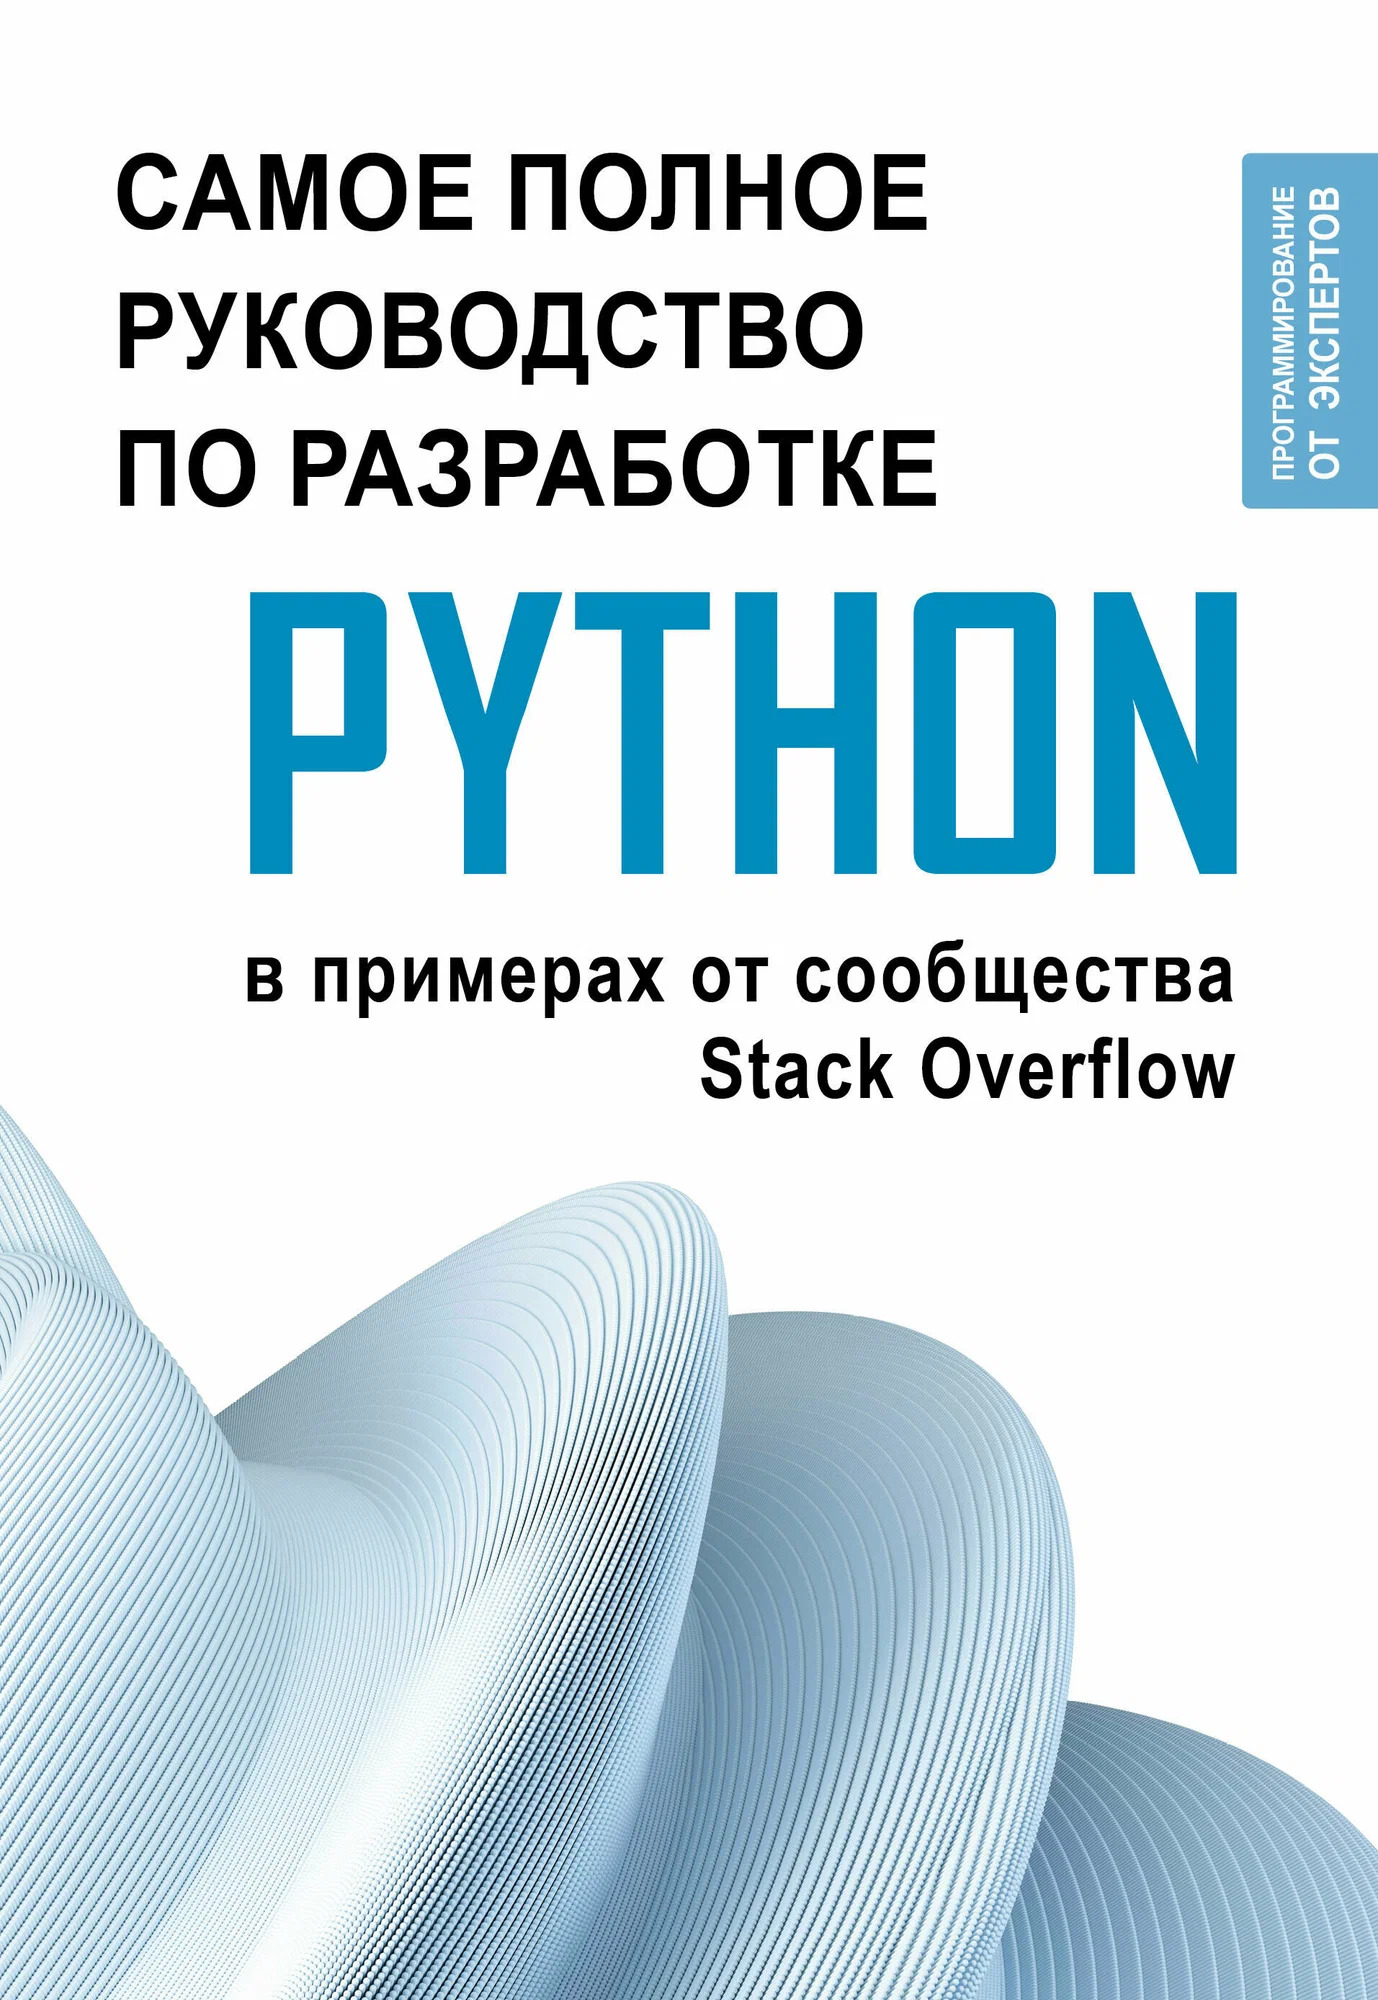 САМОЕ ПОЛНОЕ
РУКОВОДСТВО
ПО РАЗРАБОТКЕ
PYTHON
в примерах от сообщества
Stack Overflow
ПРОГРАММИРОВАНИЕ
ОТ ЭКСПЕРТОВ